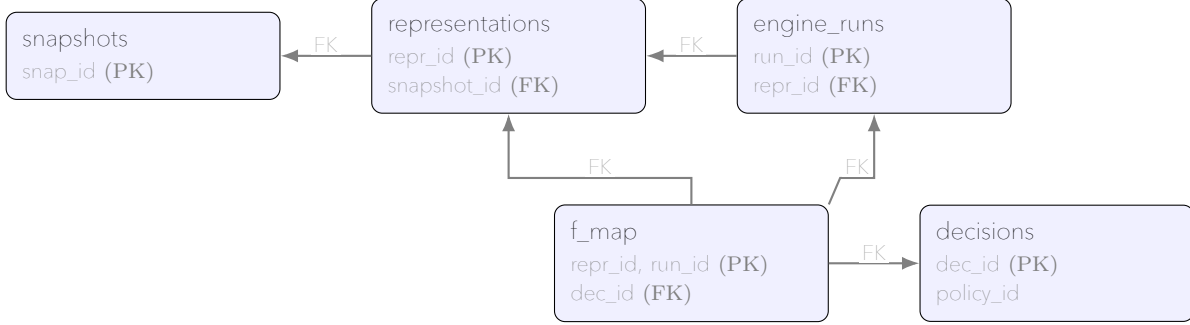 snapshots
snap_id (PK)
FK
representations
repr_id (PK)
snapshot_id (FK)
FK
engine_runs
run_id (PK)
repr_id (FK)
FK
FK
f_map
repr_id, run_id (PK)
dec_id (FK)
FK
decisions
dec_id (PK)
policy_id